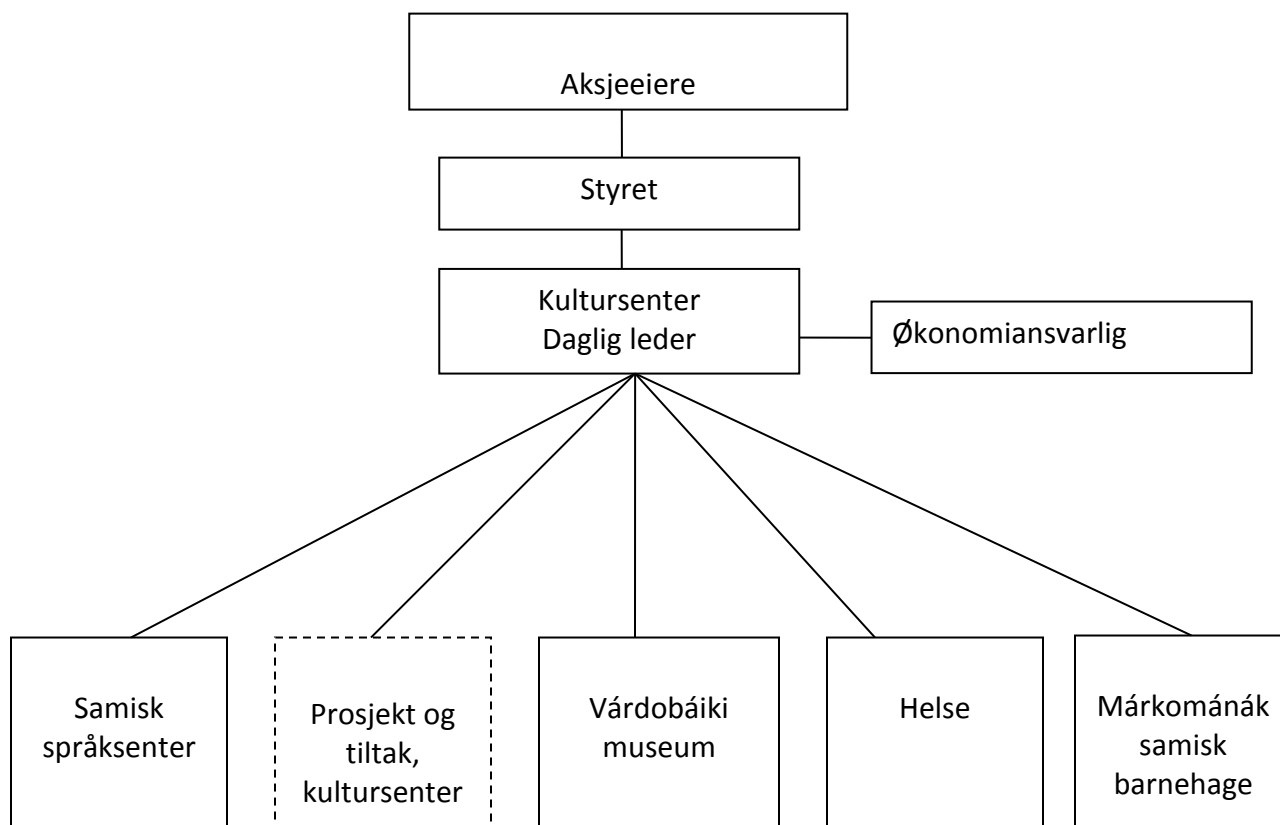 Aksjeeiere
Styret
Kultursenter
Daglig leder
Økonomiansvarlig
Samisk
språksenter
Prosjekt og
tiltak,
kultursenter
Várdobáiki
museum
Helse
Márkománák
samisk
barnehage